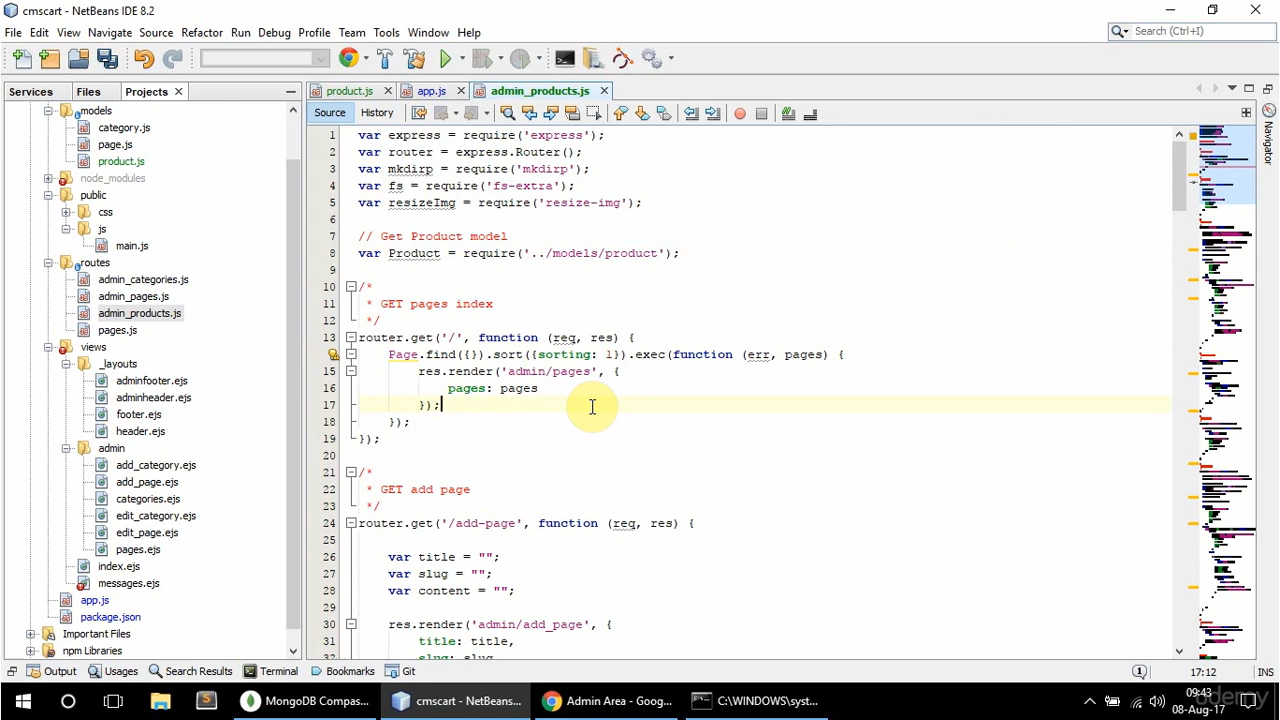 cmscart - NetBeans IDE 8.2
File Edit View Navigate Source Refactor Run Debug Profile Team Tools Window Help
Search (Ctrl+I)
Services Files Projects
product.js app.js admin_products.js
Source History
Navigator
models
category.js
page.js
product.js
node_modules
public
css
js
main.js
routes
admin_categories.js
admin_pages.js
admin_products.js
pages.js
views
_layouts
adminfooter.ejs
adminheader.ejs
footer.ejs
header.ejs
admin
add_category.ejs
add_page.ejs
categories.ejs
edit_category.ejs
edit_page.ejs
pages.ejs
index.ejs
messages.ejs
app.js
package.json
Important Files
npm Libraries
1 var express = require('express');
2 var router = express.Router();
3 var mkdirp = require('mkdirp');
4 var fs = require('fs-extra');
5 var resizeImg = require('resize-img');
6
7 // Get Product model
8 var Product = require('../models/product');
9
10 /*
11 * GET pages index
12 */
13 router.get('/', function (req, res) {
Page.find({}).sort({sorting: 1}).exec(function (err, pages) {
15 res.render('admin/pages', {
16 pages: pages
17 });
18 });
19 });
20
21 /*
22 * GET add page
23 */
24 router.get('/add-page', function (req, res) {
25
26 var title = "";
27 var slug = "";
28 var content = "";
29
30 res.render('admin/add_page', {
31 title: title,
32 slug: slug
Output Usages Search Results Terminal Bookmarks Git
1 17:12 INS
MongoDB Compas... cmscart - NetBeans ... Admin Area - Goog... C:\WINDOWS\syst...
09:43
08-Aug-17
udemy